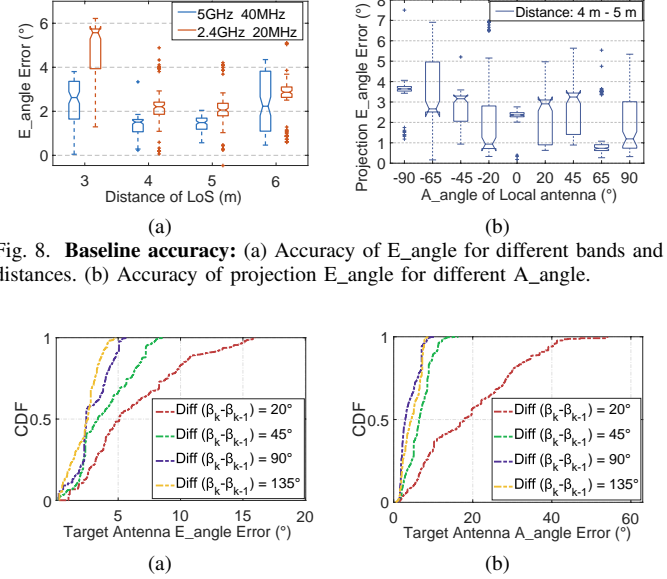 E_angle Error (°)
6
4
2
0
5GHz 40MHz
2.4GHz 20MHz
3 4 5 6
Distance of LoS (m)
(a)
Projection E_angle Error (°)
8
7
6
5
4
3
2
1
0
Distance: 4 m - 5 m
-90 -65 -45 -20 0 20 45 65 90
A_angle of Local antenna (°)
(b)
ig. 8. Baseline accuracy: (a) Accuracy of E_angle for different bands and
distances. (b) Accuracy of projection E_angle for different A_angle.
CDF
1
0.5
0
Diff (βk-βk-1) = 20°
Diff (βk-βk-1) = 45°
Diff (βk-βk-1) = 90°
Diff (βk-βk-1) = 135°
5 10 15 20
Target Antenna E_angle Error (°)
(a)
CDF
1
0.5
0
Diff (βk-βk-1) = 20°
Diff (βk-βk-1) = 45°
Diff (βk-βk-1) = 90°
Diff (βk-βk-1) = 135°
0 20 40 60
Target Antenna A_angle Error (°)
(b)